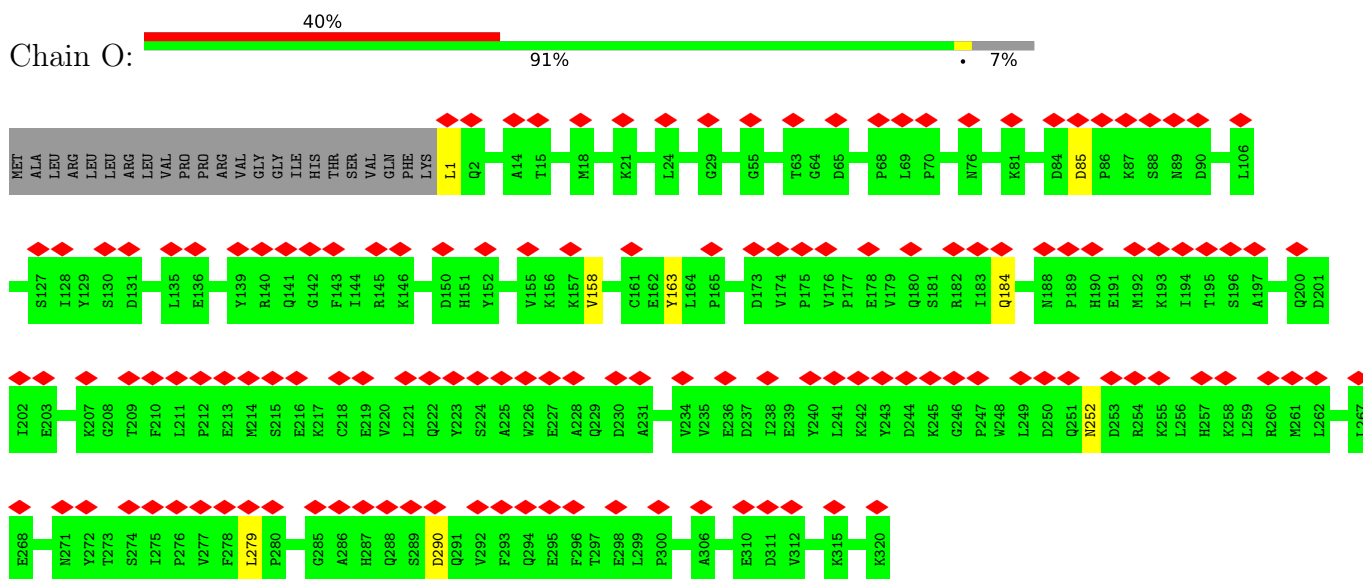 40%
Chain O:
91%
•
7%
MET ALA LEU ARG LEU LEU ARG LEU VAL PRO PRO ARG VAL GLY GLY ILE HIS THR SER VAL GLN PHE LYS L1 Q2 A14 T15 M18 K21 L24 G29 G55 T63 G64 D65 P68 L69 P70 N76 K81 D84 D85 P86 K87 S88 N89 D90 L106
S127 I128 Y129 S130 D131 L135 E136 Y139 R140 Q141 G142 F143 I144 R145 K146 D150 H151 Y152 V155 K156 K157 V158 C161 E162 Y163 L164 P165 D173 V174 P175 V176 P177 E178 V179 Q180 S181 R182 I183 Q184 N188 P189 H190 E191 M192 K193 I194 T195 S196 A197 Q200 D201
I202 E203 K207 G208 T209 F210 L211 P212 E213 M214 S215 E216 K217 C218 E219 V220 L221 Q222 Y223 S224 A225 W226 E227 A228 Q229 D230 A231 V234 V235 E236 D237 I238 E239 Y240 L241 K242 Y243 D244 K245 G246 P247 W248 L249 D250 Q251 N252 D253 R254 K255 L256 H257 K258 L259 R260 M261 L262 L267
E268 N271 Y272 T273 S274 I275 P276 V277 F278 L279 P280 G285 A286 H287 Q288 S289 D290 Q291 V292 F293 Q294 E295 F296 T297 E298 L299 P300 A306 E310 D311 V312 K315 K320